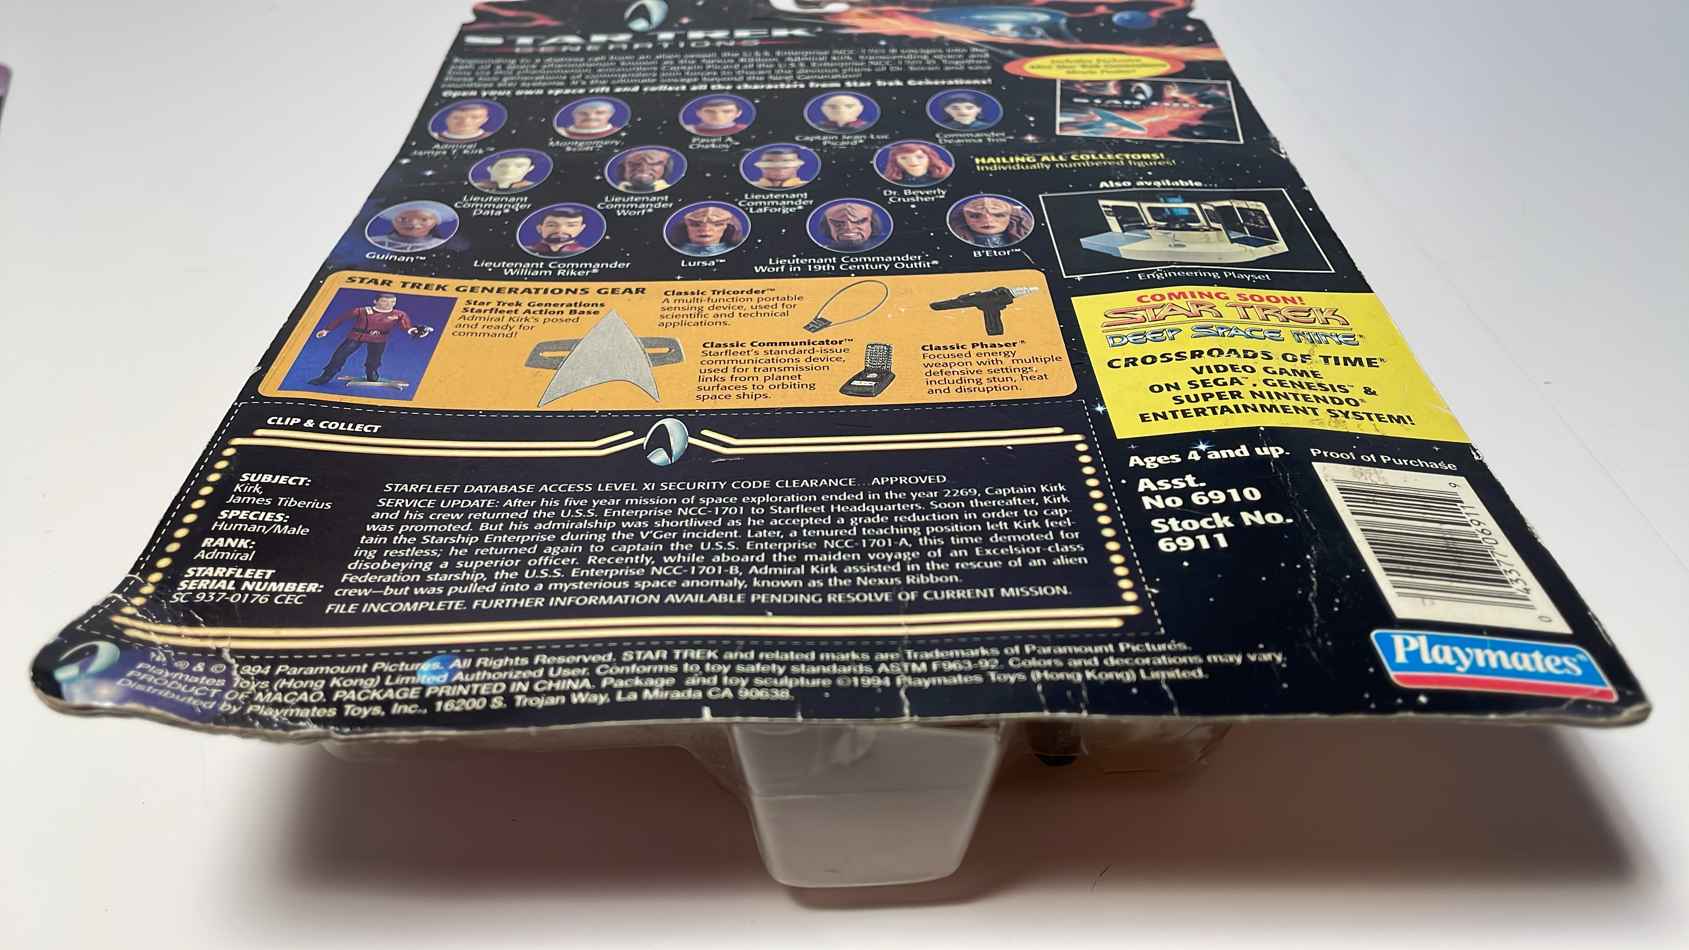 STAR TREK
GENERATIONS
Open your own space rift and collect all the characters from Star Trek Generations!
Admiral
James T. Kirk™
Montgomery
Scott™
Pavel A.
Chekov
Captain Jean-Luc
Picard®
Commander
Deanna Troi™
Lieutenant
Commander
Data®
Lieutenant
Commander
Worf®
Lieutenant
Commander
LaForge®
Dr. Beverly
Crusher™
Guinan™
Lieutenant Commander
William Riker®
Lursa™
Lieutenant Commander
Worf in 19th Century Outfit®
B'Etor™
HAILING ALL COLLECTORS!
Individually numbered figures!
Also available...
Engineering Playset
STAR TREK GENERATIONS GEAR
Star Trek Generations
Starfleet Action Base
Admiral Kirk's posed
and ready for
command!
Classic Tricorder™
A multi-function portable
sensing device, used for
scientific and technical
applications.
Classic Communicator™
Starfleet's standard-issue
communications device,
used for transmission
links from planet
surfaces to orbiting
space ships.
Classic Phaser®
Focused energy
weapon with multiple
defensive settings,
including stun, heat
and disruption.
COMING SOON!
STAR TREK
DEEP SPACE NINE®
CROSSROADS OF TIME®
VIDEO GAME
ON SEGA™, GENESIS™ &
SUPER NINTENDO®
ENTERTAINMENT SYSTEM!
CLIP & COLLECT
SUBJECT:
Kirk,
James Tiberius
SPECIES:
Human/Male
RANK:
Admiral
STARFLEET
SERIAL NUMBER:
SC 937-0176 CEC
STARFLEET DATABASE ACCESS LEVEL XI SECURITY CODE CLEARANCE...APPROVED
SERVICE UPDATE: After his five year mission of space exploration ended in the year 2269, Captain Kirk
and his crew returned the U.S.S. Enterprise NCC-1701 to Starfleet Headquarters. Soon thereafter, Kirk
was promoted. But his admiralship was shortlived as he accepted a grade reduction in order to cap-
tain the Starship Enterprise during the V'Ger incident. Later, a tenured teaching position left Kirk feel-
ing restless; he returned again to captain the U.S.S. Enterprise NCC-1701-A, this time demoted for
disobeying a superior officer. Recently, while aboard the maiden voyage of an Excelsior-class
Federation starship, the U.S.S. Enterprise NCC-1701-B, Admiral Kirk assisted in the rescue of an alien
crew—but was pulled into a mysterious space anomaly, known as the Nexus Ribbon.
FILE INCOMPLETE. FURTHER INFORMATION AVAILABLE PENDING RESOLVE OF CURRENT MISSION.
Ages 4 and up.
Asst.
No 6910
Stock No.
6911
Proof of Purchase
0 43377 06911 9
Playmates®
™ ® & © 1994 Paramount Pictures. All Rights Reserved. STAR TREK and related marks are Trademarks of Paramount Pictures.
Playmates Toys (Hong Kong) Limited Authorized User. Conforms to toy safety standards ASTM F963-92. Colors and decorations may vary.
PRODUCT OF MACAO. PACKAGE PRINTED IN CHINA. Package and toy sculpture ©1994 Playmates Toys (Hong Kong) Limited.
Distributed by Playmates Toys, Inc., 16200 S. Trojan Way, La Mirada CA 90638.